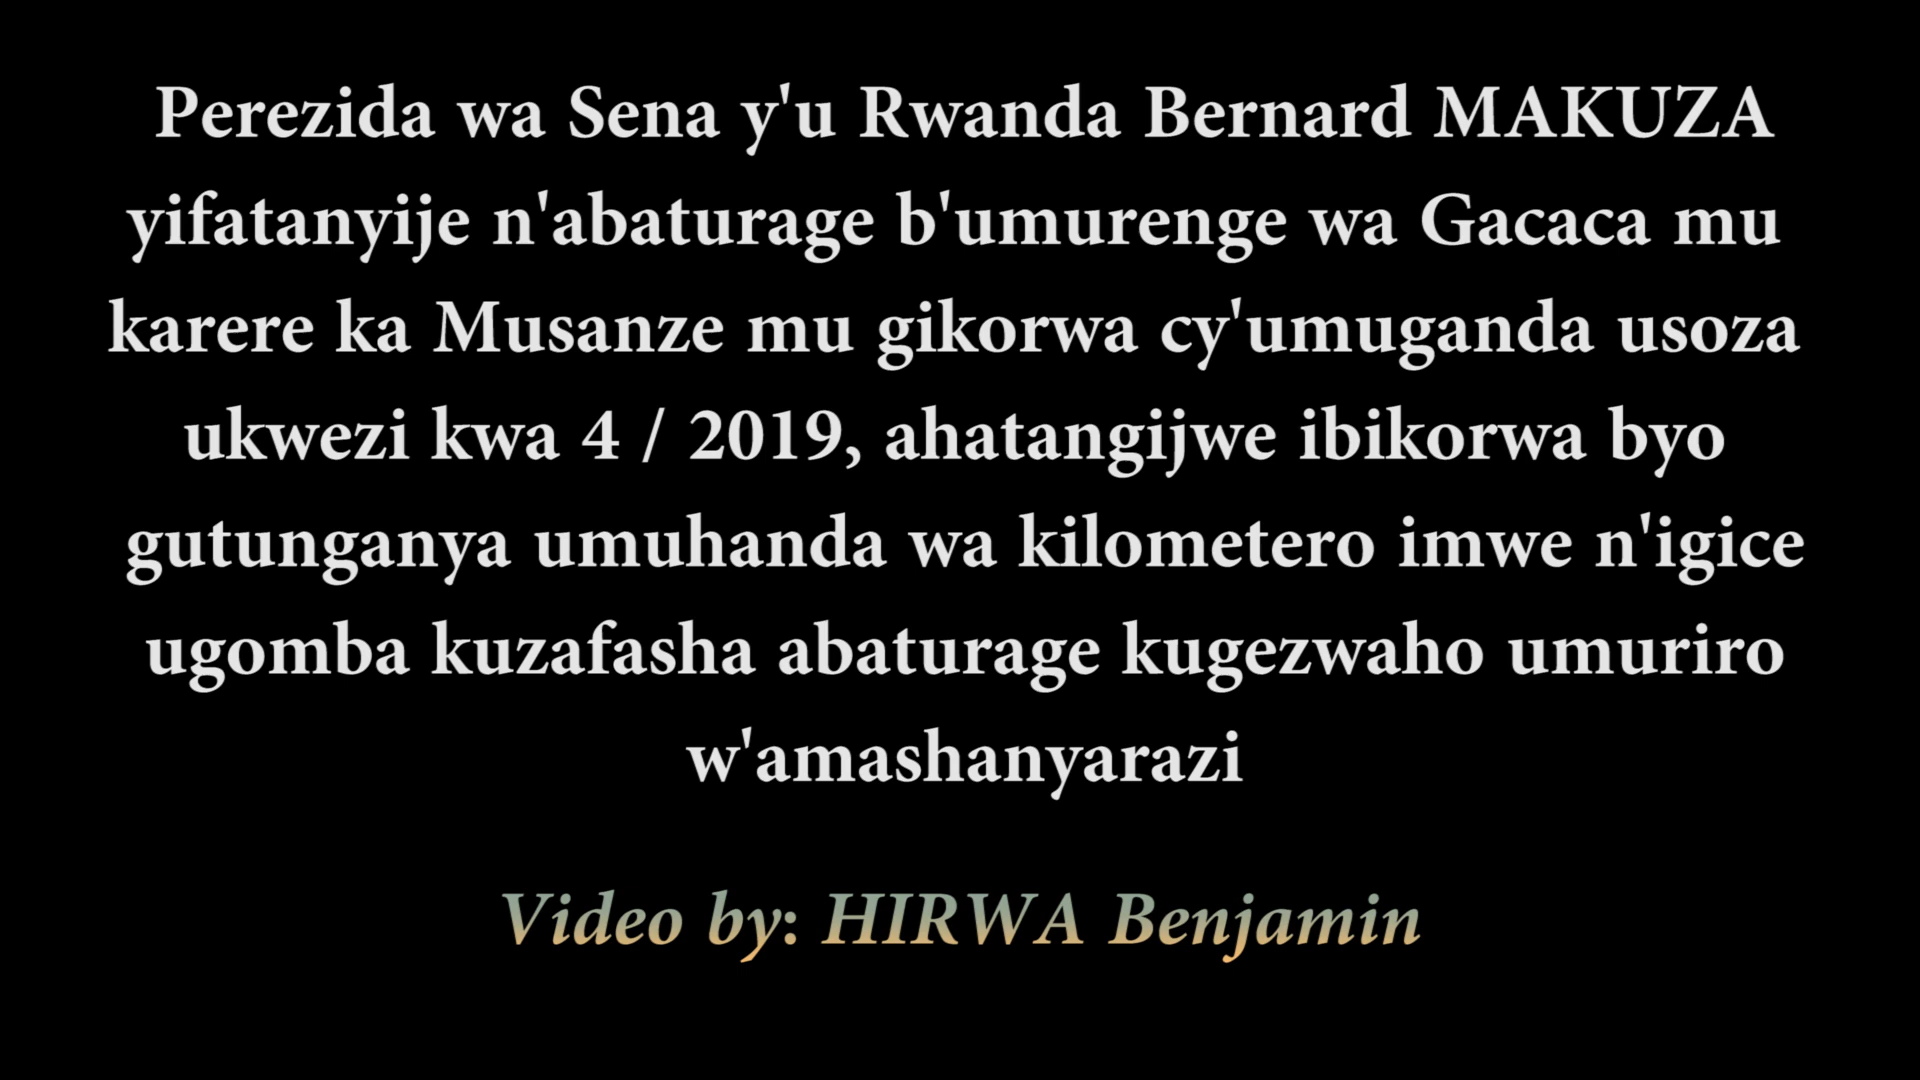 Perezida wa Sena y'u Rwanda Bernard MAKUZA
yifatanyije n'abaturage b'umurenge wa Gacaca mu
karere ka Musanze mu gikorwa cy'umuganda usoza
ukwezi kwa 4 / 2019, ahatangijwe ibikorwa byo
gutunganya umuhanda wa kilometero imwe n'igice
ugomba kuzafasha abaturage kugezwaho umuriro
w'amashanyarazi
Video by: HIRWA Benjamin